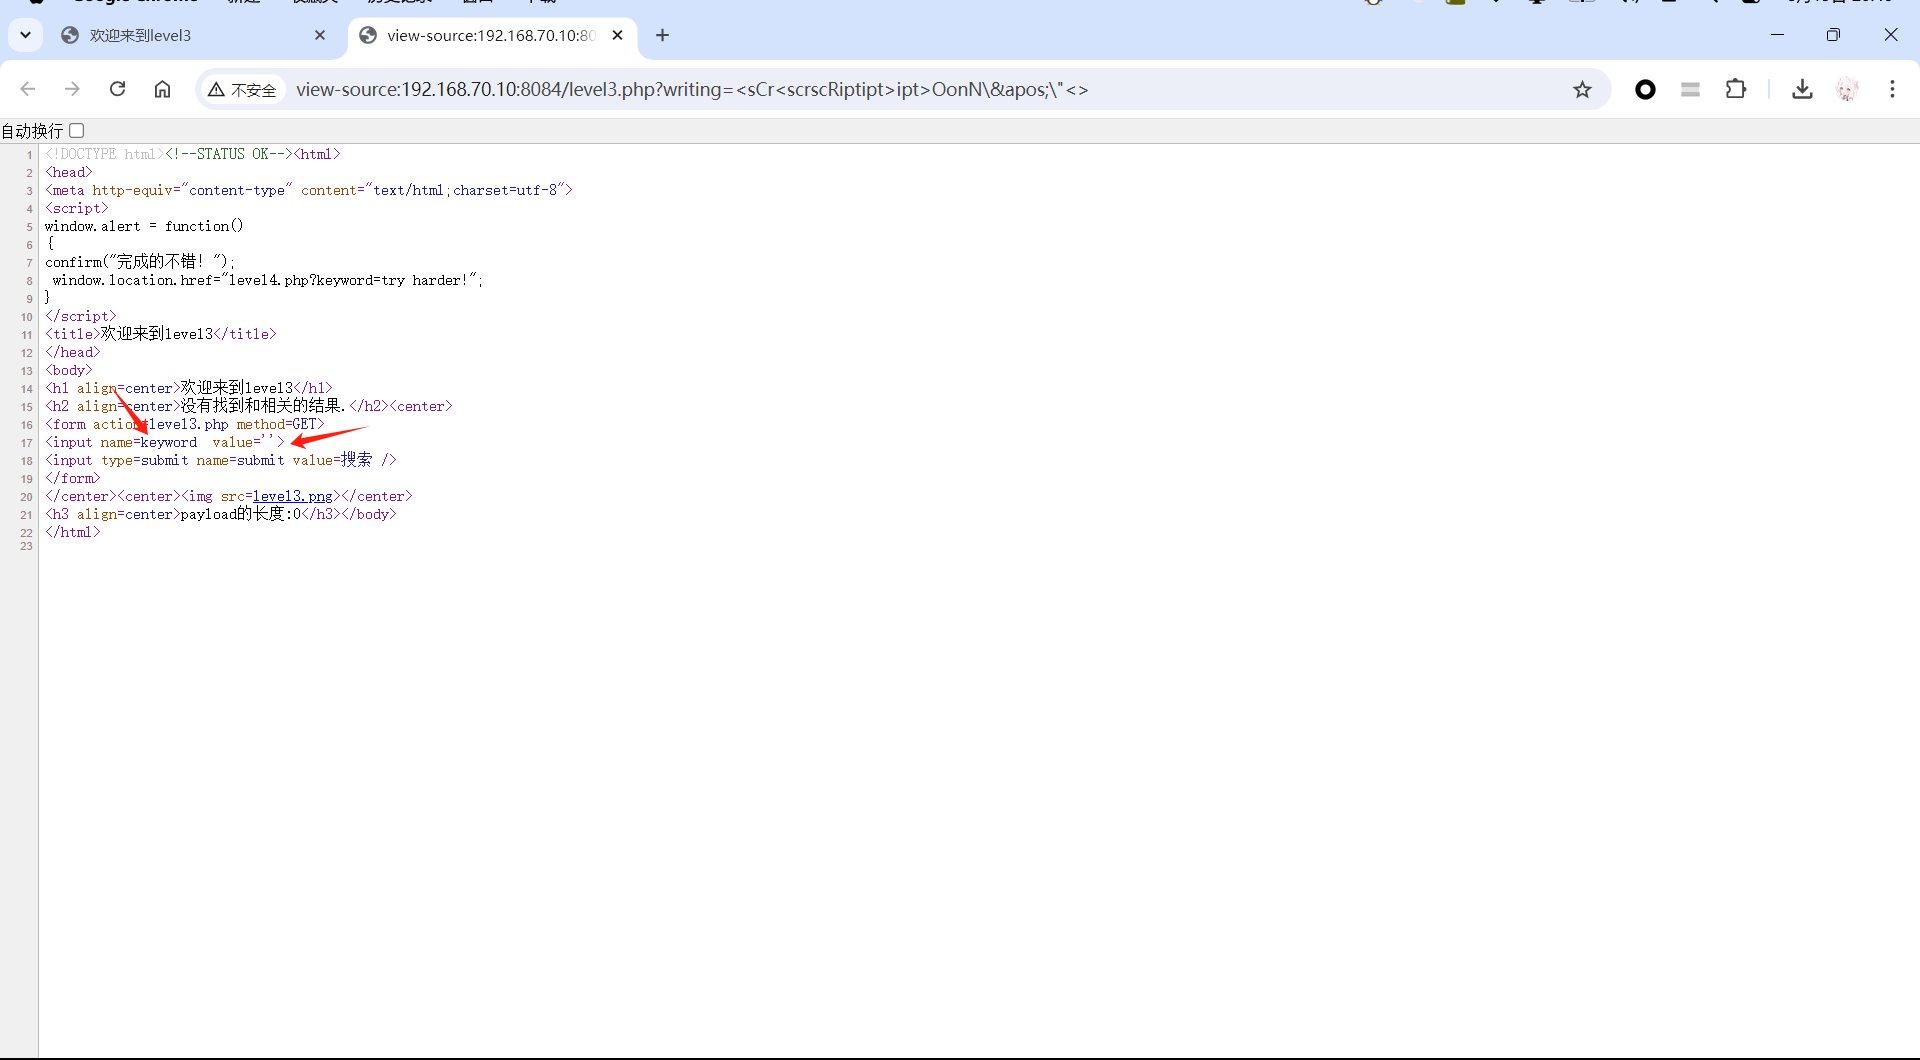 Google Chrome
欢迎来到level3
view-source:192.168.70.10:80
不安全
view-source:192.168.70.10:8084/level3.php?writing=<sCr<scrscRiptipt>ipt>OonN\&apos;\"<>
自动换行
1 <!DOCTYPE html><!--STATUS OK--><html>
2 <head>
3 <meta http-equiv="content-type" content="text/html;charset=utf-8">
4 <script>
5 window.alert = function()
6 {
7 confirm("完成的不错！");
8 window.location.href="level4.php?keyword=try harder!";
9 }
10 </script>
11 <title>欢迎来到level3</title>
12 </head>
13 <body>
14 <h1 align=center>欢迎来到level3</h1>
15 <h2 align=center>没有找到和相关的结果.</h2><center>
16 <form action=level3.php method=GET>
17 <input name=keyword  value=''>
18 <input type=submit name=submit value=搜索 />
19 </form>
20 </center><center><img src=level3.png></center>
21 <h3 align=center>payload的长度:0</h3></body>
22 </html>
23